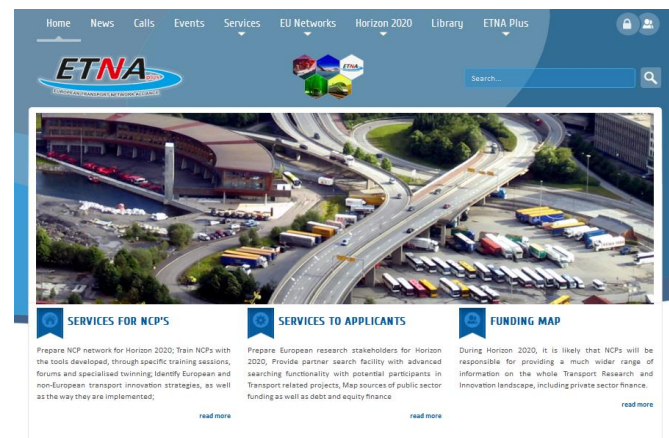 Home News Calls Events Services EU Networks Horizon 2020 Library ETNA Plus
ETNA
EUROPEAN TRANSPORT NETWORK ALLIANCE
ETNA
Search...
SERVICES FOR NCP'S
Prepare NCP network for Horizon 2020; Train NCPs with
the tools developed, through specific training sessions,
forums and specialised twinning; Identify European and
non-European transport innovation strategies, as well
as the way they are implemented;
read more
SERVICES TO APPLICANTS
Prepare European research stakeholders for Horizon
2020, Provide partner search facility with advanced
searching functionality with potential participants in
Transport related projects, Map sources of public sector
funding as well as debt and equity finance
read more
FUNDING MAP
During Horizon 2020, it is likely that NCPs will be
responsible for providing a much wider range of
information on the whole Transport Research and
Innovation landscape, including private sector finance.
read more